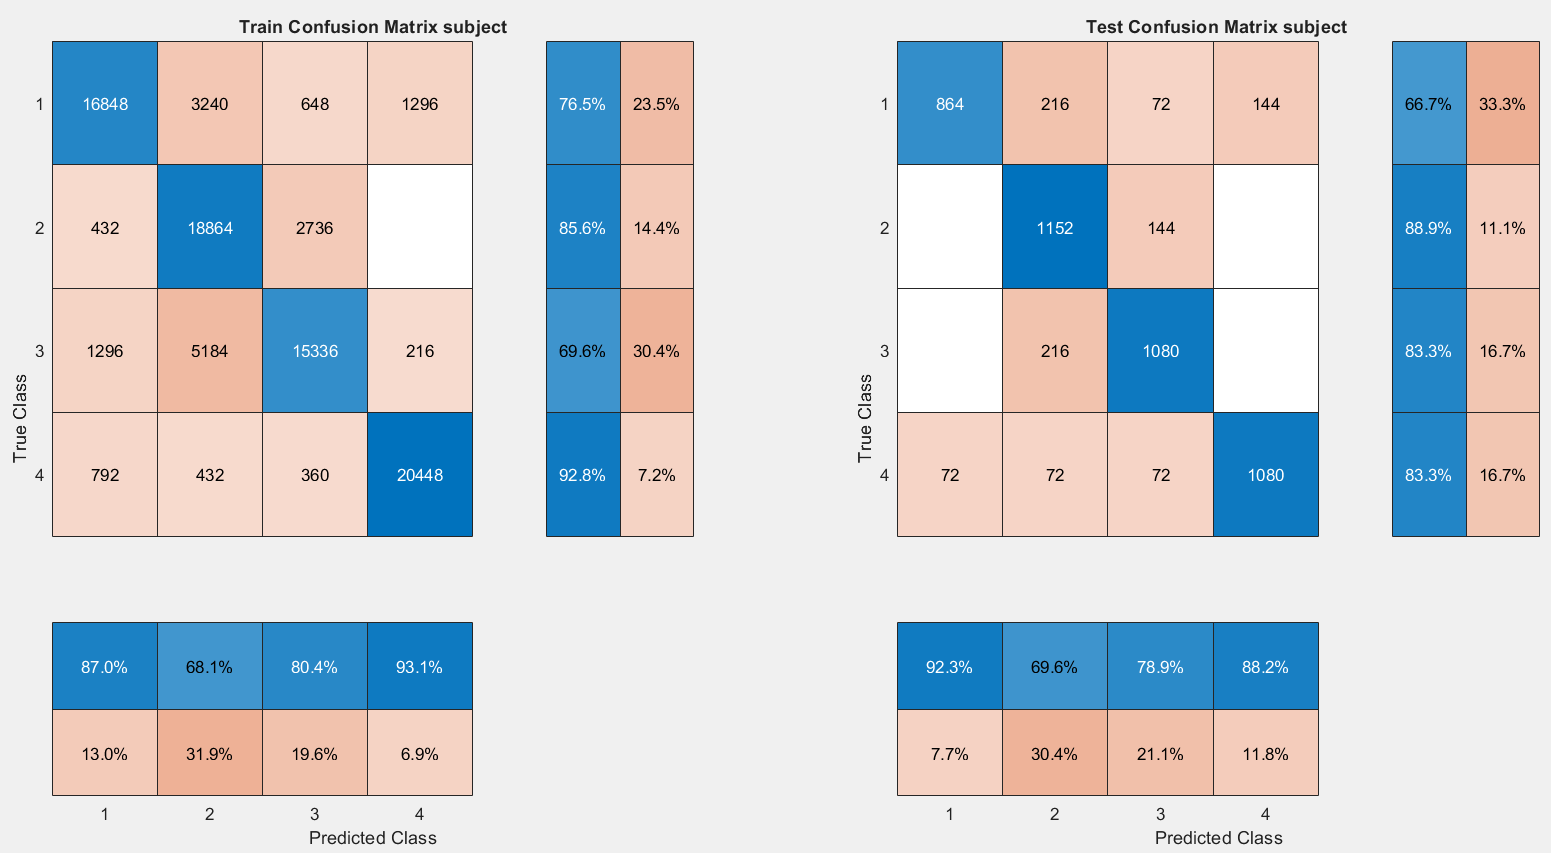 Train Confusion Matrix subject
1 16848 3240 648 1296 76.5% 23.5%
2 432 18864 2736 85.6% 14.4%
3 1296 5184 15336 216 69.6% 30.4%
4 792 432 360 20448 92.8% 7.2%
True Class
87.0% 68.1% 80.4% 93.1%
13.0% 31.9% 19.6% 6.9%
1 2 3 4
Predicted Class
Test Confusion Matrix subject
1 864 216 72 144 66.7% 33.3%
2 1152 144 88.9% 11.1%
3 216 1080 83.3% 16.7%
4 72 72 72 1080 83.3% 16.7%
True Class
92.3% 69.6% 78.9% 88.2%
7.7% 30.4% 21.1% 11.8%
1 2 3 4
Predicted Class